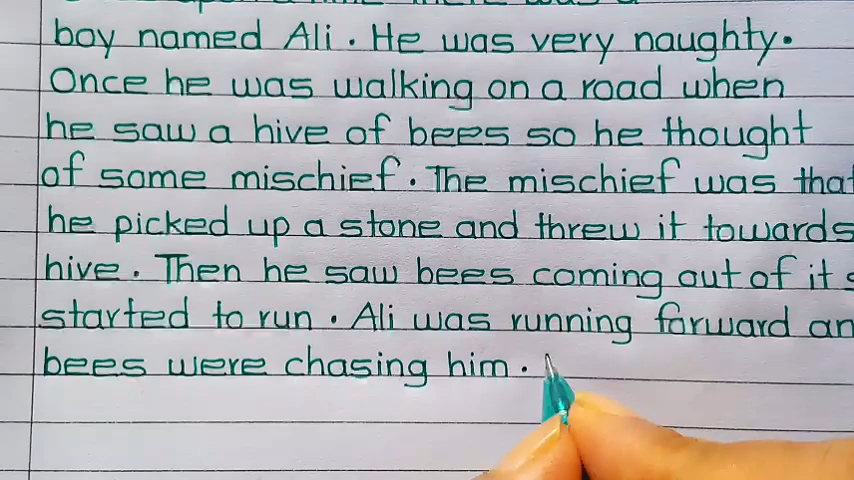 boy named Ali. He was very naughty.
Once he was walking on a road when
he saw a hive of bees so he thought
of some mischief. The mischief was that
he picked up a stone and threw it towards
hive. Then he saw bees coming out of it
started to run. Ali was running forward
bees were chasing him.